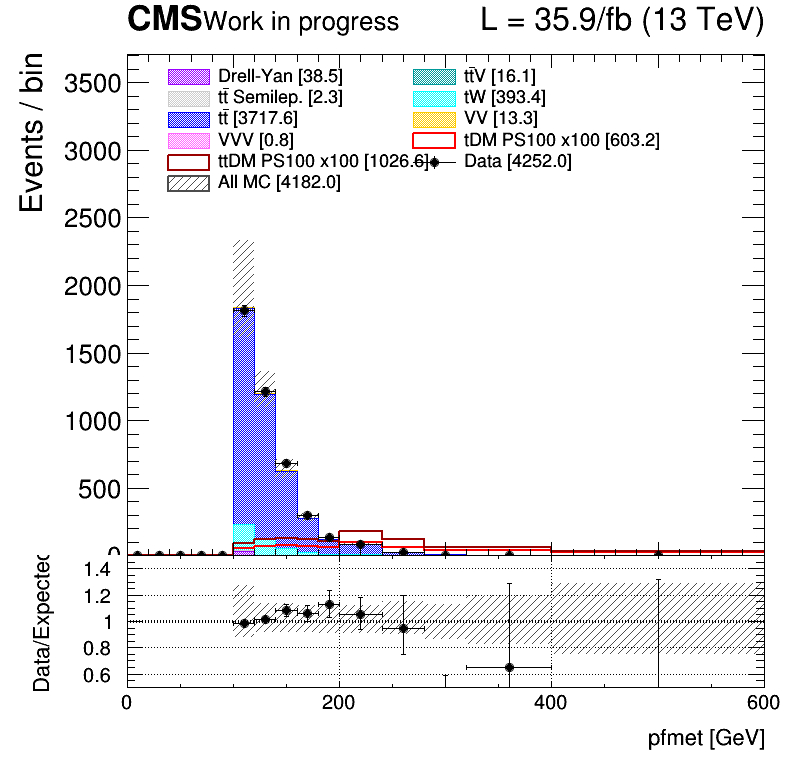 CMS Work in progress L = 35.9/fb (13 TeV)
Events / bin
3500
3000
2500
2000
1500
1000
500
0
Drell-Yan [38.5]
tt̄ Semilep. [2.3]
tt̄ [3717.6]
VVV [0.8]
ttDM PS100 x100 [1026.6]
All MC [4182.0]
tt̄V [16.1]
tW [393.4]
VV [13.3]
tDM PS100 x100 [603.2]
Data [4252.0]
Data/Expected
1.4
1.2
1
0.8
0.6
0 200 400 600
pfmet [GeV]